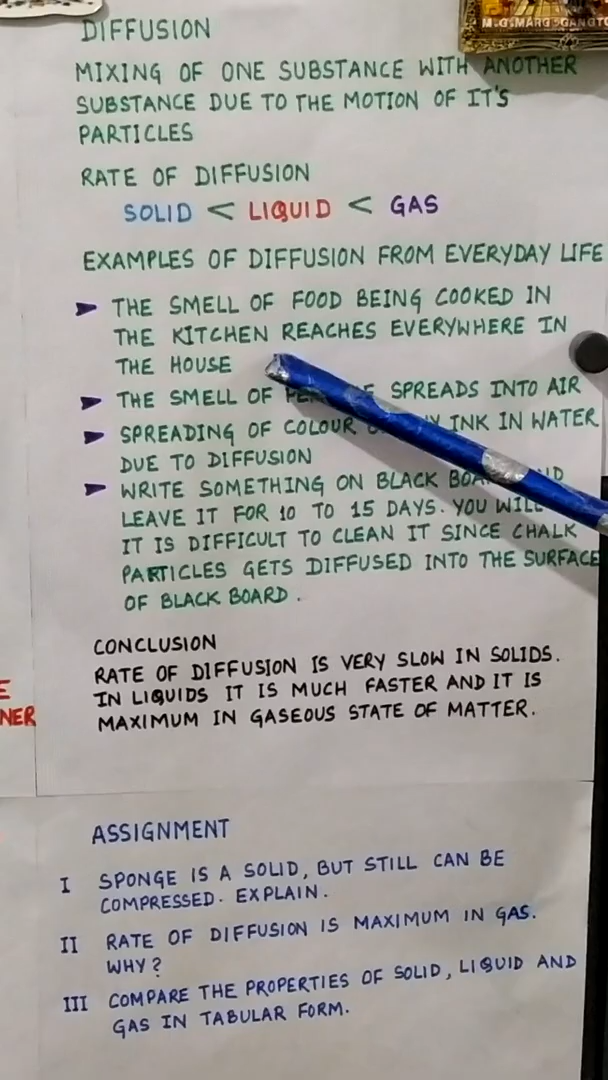 M.G.MARG GANGTO
DIFFUSION
MIXING OF ONE SUBSTANCE WITH ANOTHER
SUBSTANCE DUE TO THE MOTION OF IT'S
PARTICLES
RATE OF DIFFUSION
SOLID < LIQUID < GAS
EXAMPLES OF DIFFUSION FROM EVERYDAY LIFE
➤ THE SMELL OF FOOD BEING COOKED IN
THE KITCHEN REACHES EVERYWHERE IN
THE HOUSE
➤ THE SMELL OF SPREADS INTO AIR
➤ SPREADING OF COLOUR INK IN WATER
DUE TO DIFFUSION
➤ WRITE SOMETHING ON BLACK
LEAVE IT FOR 10 TO 15 DAYS. YOU WILL
IT IS DIFFICULT TO CLEAN IT SINCE CHALK
PARTICLES GETS DIFFUSED INTO THE SURFACE
OF BLACK BOARD.
CONCLUSION
RATE OF DIFFUSION IS VERY SLOW IN SOLIDS.
IN LIQUIDS IT IS MUCH FASTER AND IT IS
MAXIMUM IN GASEOUS STATE OF MATTER.
E
NER
ASSIGNMENT
I SPONGE IS A SOLID, BUT STILL CAN BE
COMPRESSED. EXPLAIN.
II RATE OF DIFFUSION IS MAXIMUM IN GAS.
WHY?
III COMPARE THE PROPERTIES OF SOLID, LIQUID AND
GAS IN TABULAR FORM.